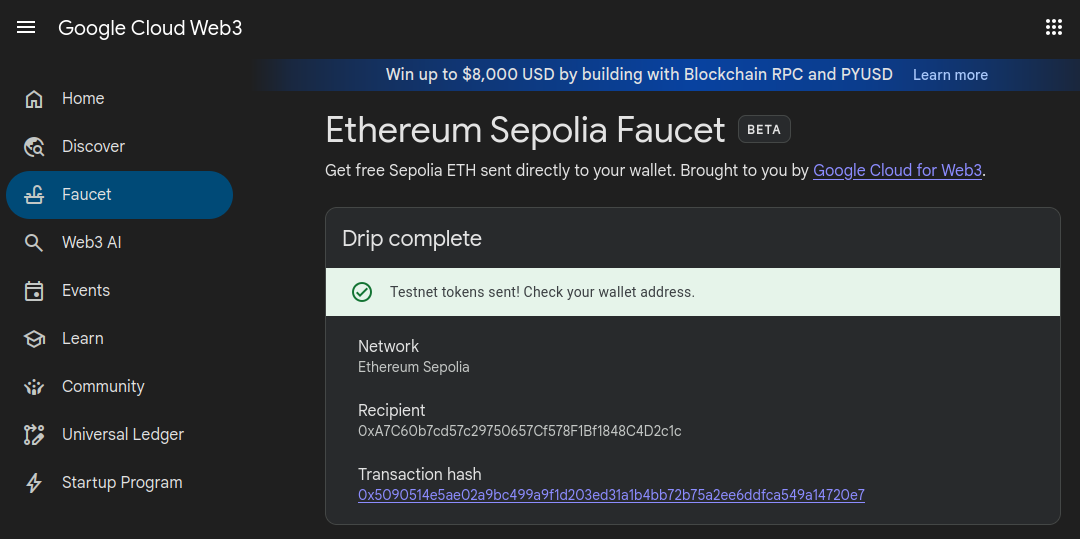 Google Cloud Web3
Win up to $8,000 USD by building with Blockchain RPC and PYUSD Learn more
Home
Discover
Faucet
Web3 AI
Events
Learn
Community
Universal Ledger
Startup Program
Ethereum Sepolia Faucet BETA
Get free Sepolia ETH sent directly to your wallet. Brought to you by Google Cloud for Web3.
Drip complete
Testnet tokens sent! Check your wallet address.
Network
Ethereum Sepolia
Recipient
0xA7C60b7cd57c29750657Cf578F1Bf1848C4D2c1c
Transaction hash
0x5090514e5ae02a9bc499a9f1d203ed31a1b4bb72b75a2ee6ddfca549a14720e7